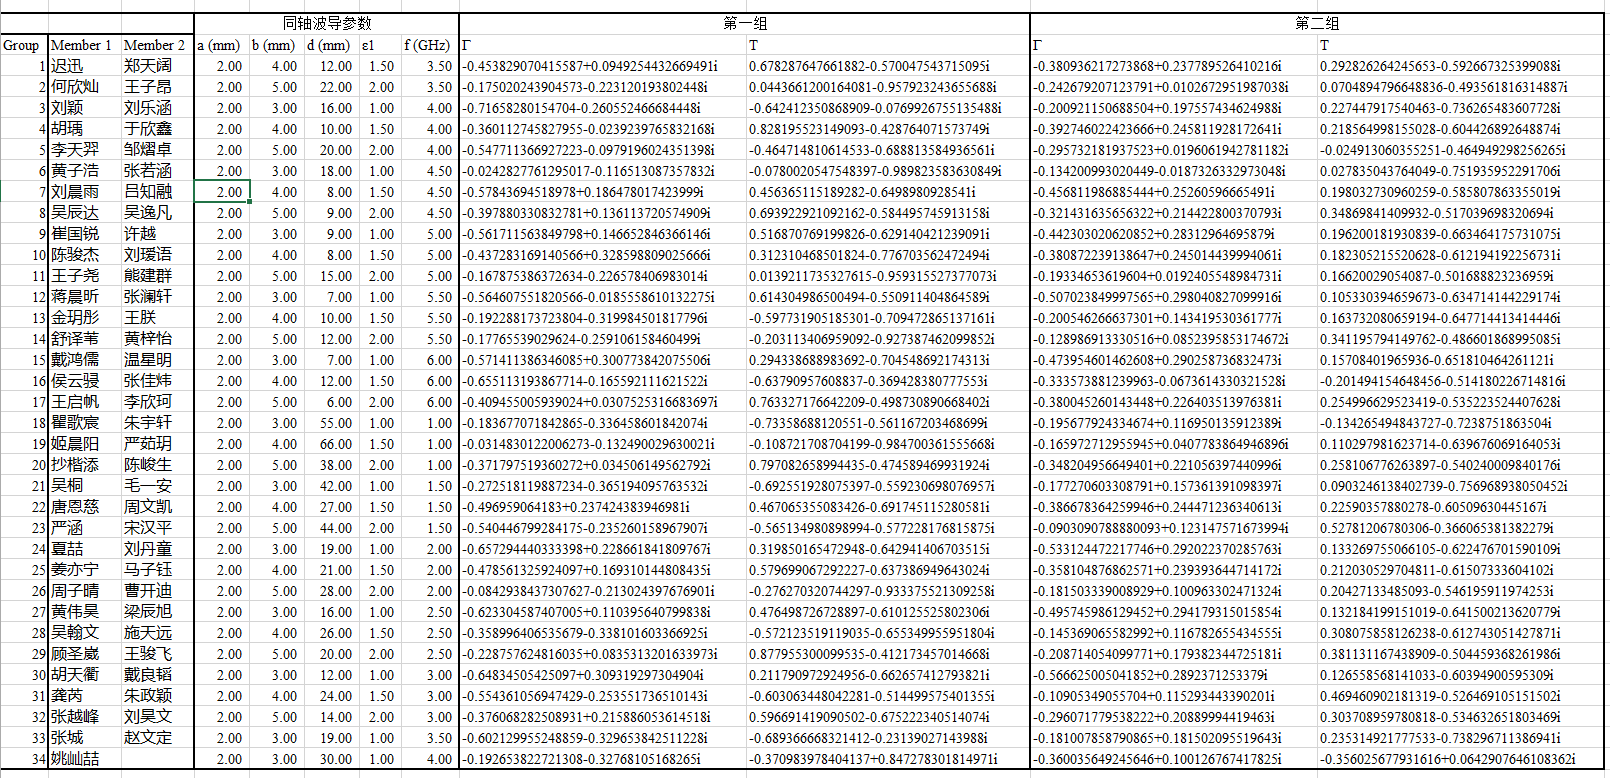 同轴波导参数 第一组 第二组
Group Member 1 Member 2 a (mm) b (mm) d (mm) ε1 f (GHz) Γ T Γ T
1 迟迅 郑天阔 2.00 4.00 12.00 1.50 3.50 -0.453829070415587+0.0949254432669491i 0.678287647661882-0.570047543715095i -0.380936217273868+0.237789526410216i 0.292826264245653-0.592667325399088i
2 何欣灿 王子昂 2.00 5.00 22.00 2.00 3.50 -0.175020243904573-0.223120193802448i 0.0443661200164081-0.957923243655688i -0.242679207123791+0.0102672951987038i 0.0704894796648836-0.493561816314887i
3 刘颖 刘乐涵 2.00 3.00 16.00 1.00 4.00 -0.71658280154704-0.260552466684448i -0.642412350868909-0.0769926755135488i -0.200921150688504+0.197557434624988i 0.227447917540463-0.736265483607728i
4 胡瑀 于欣鑫 2.00 4.00 10.00 1.50 4.00 -0.360112745827955-0.0239239765832168i 0.828195523149093-0.428764071573749i -0.392746022423666+0.245811928172641i 0.218564998155028-0.604426892648874i
5 李天羿 邹熠卓 2.00 5.00 20.00 2.00 4.00 -0.547711366927223-0.0979196024351398i -0.464714810614533-0.688813584936561i -0.295732181937523+0.0196061942781182i -0.024913060355251-0.464949298256265i
6 黄子浩 张若涵 2.00 3.00 18.00 1.00 4.50 -0.0242827761295017-0.116513087357832i -0.0780020547548397-0.989823583630849i -0.134200993020449-0.0187326332973048i 0.027835043764049-0.751935952291706i
7 刘晨雨 吕知融 2.00 4.00 8.00 1.50 4.50 -0.57843694518978+0.186478017423999i 0.456365115189282-0.6498980928541i -0.456811986885444+0.25260596665491i 0.198032730960259-0.585807863355019i
8 吴辰达 吴逸凡 2.00 5.00 9.00 2.00 4.50 -0.397880330832781+0.136113720574909i 0.693922921092162-0.584495745913158i -0.321431635656322+0.214422800370793i 0.34869841409932-0.517039698320694i
9 崔国锐 许越 2.00 3.00 9.00 1.00 5.00 -0.561711563849798+0.146652846366146i 0.516870769199826-0.629140421239091i -0.442303020620852+0.28312964695879i 0.196200181930839-0.663464175731075i
10 陈骏杰 刘瑷语 2.00 4.00 8.00 1.50 5.00 -0.437283169140566+0.328598809025666i 0.312310468501824-0.776703562472494i -0.380872239138647+0.245014439994061i 0.182305215520628-0.612194192256731i
11 王子尧 熊建群 2.00 5.00 15.00 2.00 5.00 -0.167875386372634-0.226578406983014i 0.0139211735327615-0.959315527377073i -0.19334653619604+0.0192405548984731i 0.16620029054087-0.501688823236959i
12 蒋晨昕 张澜轩 2.00 3.00 7.00 1.00 5.50 -0.564607551820566-0.0185558610132275i 0.614304986500494-0.550911404864589i -0.507023849997565+0.298040827099916i 0.105330394659673-0.634714144229174i
13 金玥彤 王朕 2.00 4.00 10.00 1.50 5.50 -0.192288173723804-0.319984501817796i -0.597731905185301-0.709472865137161i -0.200546266637301+0.143419530361777i 0.163732080659194-0.647714413414446i
14 舒译苇 黄梓怡 2.00 5.00 12.00 2.00 5.50 -0.17765539029624-0.259106158460499i -0.203113406959092-0.927387462099852i -0.128986913330516+0.0852395853174672i 0.341195794149762-0.486601868995085i
15 戴鸿儒 温星明 2.00 3.00 7.00 1.00 6.00 -0.571411386346085+0.300773842075506i 0.294338688983692-0.704548692174313i -0.473954601462608+0.290258736832473i 0.15708401965936-0.651810464261121i
16 侯云骎 张佳炜 2.00 4.00 12.00 1.50 6.00 -0.655113193867714-0.165592111621522i -0.63790957608837-0.369428380777553i -0.333573881239963-0.0673614330321528i -0.201494154648456-0.514180226714816i
17 王启帆 李欣珂 2.00 5.00 6.00 2.00 6.00 -0.409455005939024+0.0307525316683697i 0.763327176642209-0.498730890668402i -0.380045260143448+0.226403513976381i 0.254996629523419-0.535223524407628i
18 瞿歌宸 朱宇轩 2.00 3.00 55.00 1.00 1.00 -0.183677071842865-0.336458601842074i -0.73358688120551-0.561167203468699i -0.195677924334674+0.116950135912389i -0.134265494843727-0.7238751863504i
19 姬晨阳 严茹玥 2.00 4.00 66.00 1.50 1.00 -0.0314830122006273-0.132490029630021i -0.108721708704199-0.984700361555668i -0.165972712955945+0.0407783864946896i 0.110297981623714-0.639676069164053i
20 抄楷添 陈峻生 2.00 5.00 38.00 2.00 1.00 -0.371797519360272+0.034506149562792i 0.797082658994435-0.474589469931924i -0.348204956649401+0.221056397440996i 0.258106776263897-0.540240009840176i
21 吴桐 毛一安 2.00 3.00 42.00 1.00 1.50 -0.272518119887234-0.365194095763532i -0.692551928075397-0.559230698076957i -0.177270603308791+0.157361391098397i 0.0903246138402739-0.756968938050452i
22 唐恩慈 周文凯 2.00 4.00 27.00 1.50 1.50 -0.496959064183+0.237424383946981i 0.467065355083426-0.691745115280581i -0.386678364259946+0.244471236340613i 0.22590357880278-0.60509630445167i
23 严涵 宋汉平 2.00 5.00 44.00 2.00 1.50 -0.540446799284175-0.235260158967907i -0.565134980898994-0.577228176815875i -0.0903090788880093+0.123147571673994i 0.52781206780306-0.366065381382279i
24 夏喆 刘丹童 2.00 3.00 19.00 1.00 2.00 -0.657294440333398+0.228661841809767i 0.319850165472948-0.642941406703515i -0.533124472217746+0.292022370285763i 0.133269755066105-0.622476701590109i
25 姜亦宁 马子钰 2.00 4.00 21.00 1.50 2.00 -0.478561325924097+0.169310144808435i 0.579699067292227-0.637386949643024i -0.358104876862571+0.239393644714172i 0.212030529704811-0.61507333604102i
26 周子晴 曹开迪 2.00 5.00 28.00 2.00 2.00 -0.0842938437307627-0.213024397676901i -0.276270320744297-0.933375521309258i -0.181503339008929+0.100963302471324i 0.20427133485093-0.546195911974253i
27 黄伟昊 梁辰旭 2.00 3.00 16.00 1.00 2.50 -0.623304587407005+0.110395640799838i 0.476498726728897-0.610125525802306i -0.495745986129452+0.294179315015854i 0.132184199151019-0.641500213620779i
28 吴翰文 施天远 2.00 4.00 26.00 1.50 2.50 -0.358996406535679-0.338101603366925i -0.572123519119035-0.655349955951804i -0.145369065582992+0.116782655434555i 0.308075858126238-0.612743051427871i
29 顾圣崴 王骏飞 2.00 5.00 20.00 2.00 2.50 -0.228757624816035+0.0835313201633973i 0.877955300099535-0.412173457014668i -0.208714054099771+0.179382344725181i 0.381131167438909-0.504459368261986i
30 胡天衢 戴良韬 2.00 3.00 12.00 1.00 3.00 -0.64834505425097+0.309319297304904i 0.211790972924956-0.662657412793821i -0.566625005041852+0.2892371253379i 0.126558568141033-0.60394900595309i
31 龚芮 朱政颖 2.00 4.00 24.00 1.50 3.00 -0.554361056947429-0.253551736510143i -0.603063448042281-0.514499575401355i -0.10905349055704+0.115293443390201i 0.469460902181319-0.526469105151502i
32 张越峰 刘昊文 2.00 5.00 14.00 2.00 3.00 -0.376068282508931+0.215886053614518i 0.596691419090502-0.675222340514074i -0.296071779538222+0.20889994419463i 0.303708959780818-0.534632651803469i
33 张城 赵文定 2.00 3.00 19.00 1.00 3.50 -0.602129955248859-0.329653842511228i -0.689366668321412-0.23139027143988i -0.181007858790865+0.181502095519643i 0.235314921777533-0.738296711386941i
34 姚屾喆 2.00 3.00 30.00 1.00 4.00 -0.192653822721308-0.32768105168265i -0.370983978404137+0.847278301814971i -0.360035649245646+0.100126767417825i -0.356025677931616+0.0642907646108362i